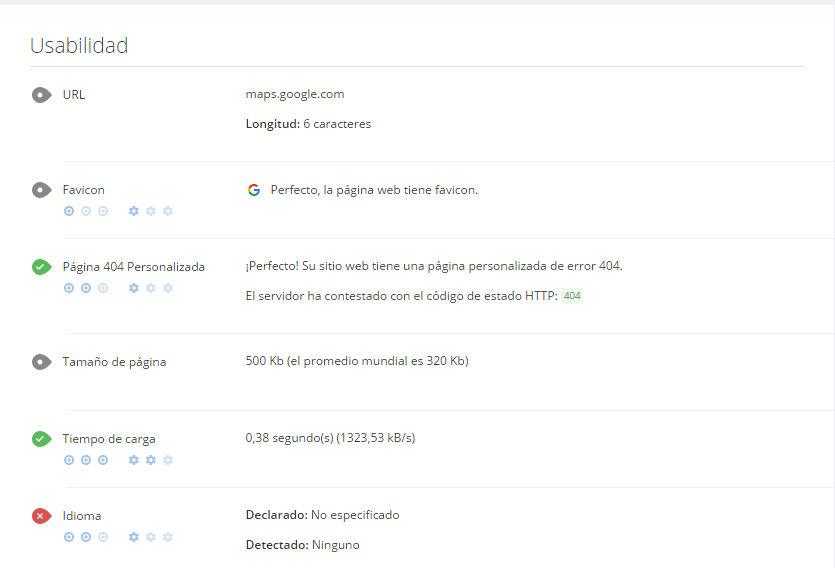 Usabilidad
URL
maps.google.com
Longitud: 6 caracteres
Favicon
Perfecto, la página web tiene favicon.
Página 404 Personalizada
¡Perfecto! Su sitio web tiene una página personalizada de error 404.
El servidor ha contestado con el código de estado HTTP: 404
Tamaño de página
500 Kb (el promedio mundial es 320 Kb)
Tiempo de carga
0,38 segundo(s) (1323,53 kB/s)
Idioma
Declarado: No especificado
Detectado: Ninguno